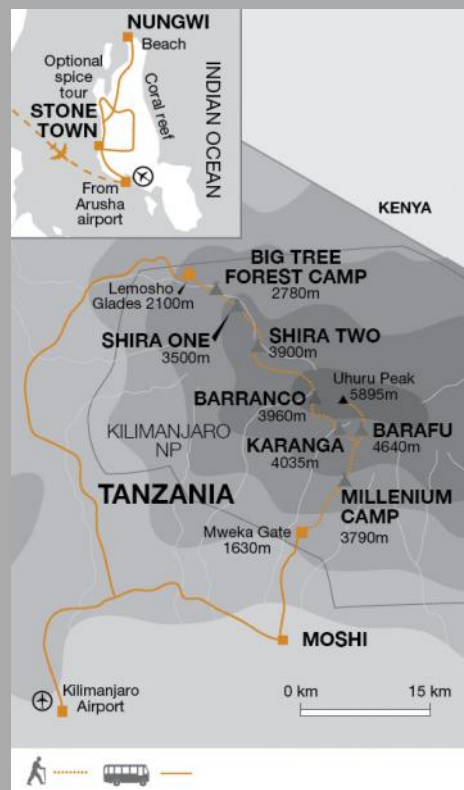 NUNGWI
Beach
Optional
spice
tour
Coral reef
INDIAN OCEAN
STONE
TOWN
From
Arusha
airport
KENYA
BIG TREE
FOREST CAMP
2780m
Lemosho
Glades 2100m
SHIRA ONE
3500m
SHIRA TWO
3900m
Uhuru Peak
5895m
BARRANCO
3960m
KILIMANJARO
NP
KARANGA
4035m
BARAFU
4640m
TANZANIA
MILLENIUM
CAMP
3790m
Mweka Gate
1630m
MOSHI
Kilimanjaro
Airport
0 km 15 km